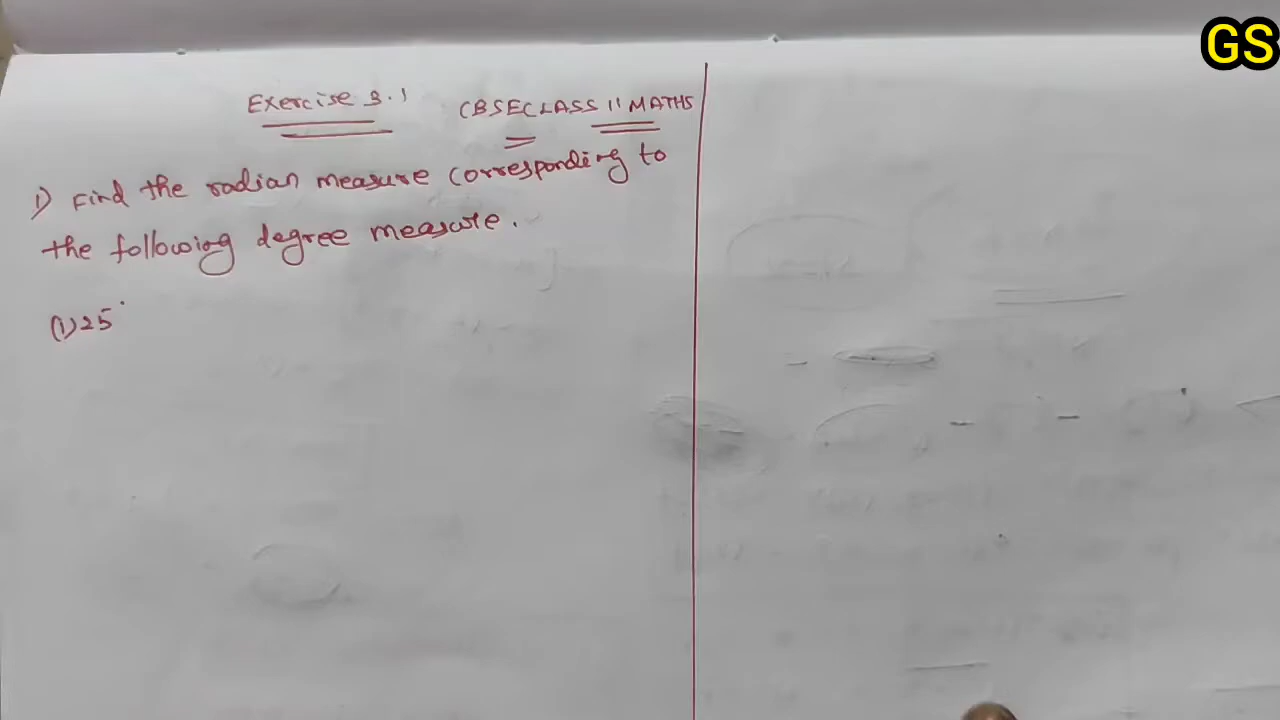 GS
Exercise 3.1 CBSE CLASS 11 MATHS
1) Find the radian measure corresponding to
the following degree measure.
(1) 25°